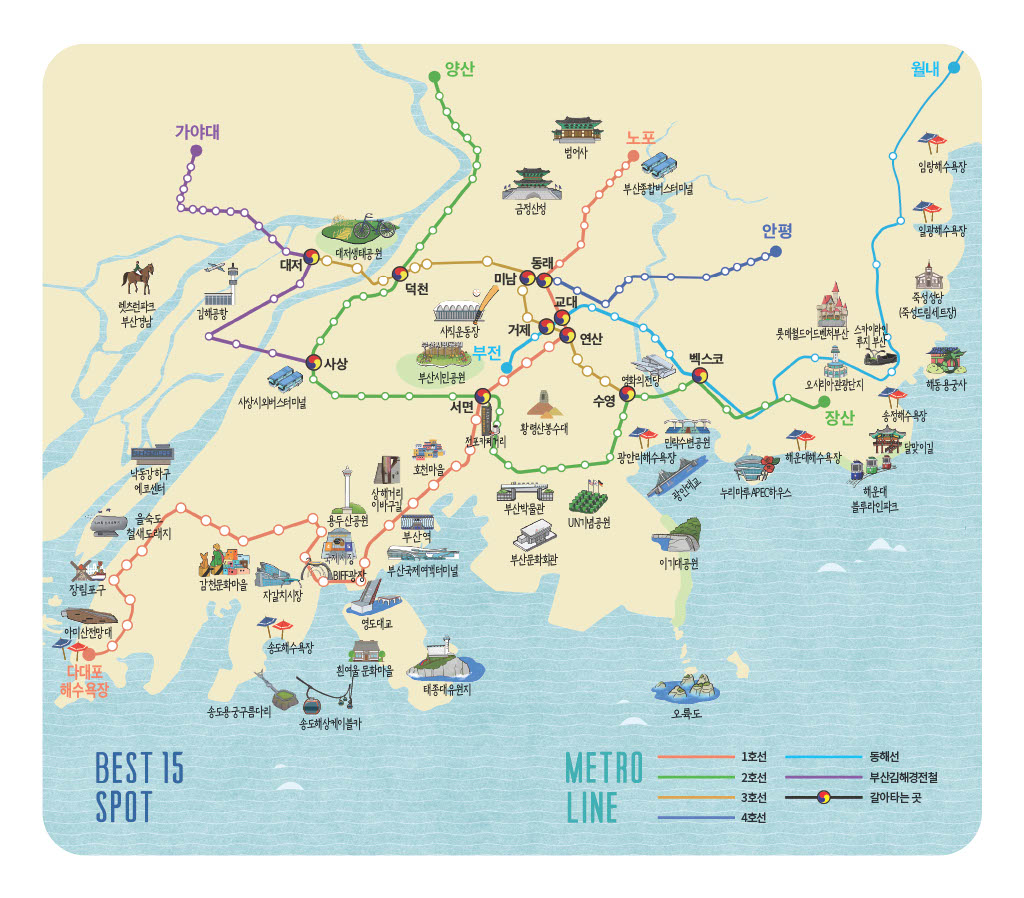 양산
월내
가야대
노포
범어사
부산종합버스터미널
임랑해수욕장
금정산성
일광해수욕장
안평
대저생태공원
대저
동래
미남
덕천
렛츠런파크
부산경남
김해공항
죽성성당
(죽성드림세트장)
교대
사직운동장
거제
연산
롯데월드어드벤처부산
스카이라인
루지 부산
부전
벡스코
사상
부산시민공원
영화의전당
오시리아관광단지
해동용궁사
사상시외버스터미널
서면
수영
장산
황령산봉수대
송정해수욕장
전포카페거리
민락수변공원
광안리해수욕장
해운대해수욕장
달맞이길
호천마을
낙동강하구
에코센터
상해거리
이바구길
광안대교
누리마루APEC하우스
해운대
블루라인파크
부산박물관
UN기념공원
을숙도
철새도래지
용두산공원
부산역
부산문화회관
이기대공원
국제시장
BIFF광장
부산국제여객터미널
장림포구
감천문화마을
자갈치시장
영도대교
아미산전망대
송도해수욕장
다대포
해수욕장
흰여울 문화마을
태종대유원지
송도용궁구름다리
송도해상케이블카
오륙도
BEST 15
SPOT
METRO
LINE
1호선
2호선
3호선
4호선
동해선
부산김해경전철
갈아타는 곳